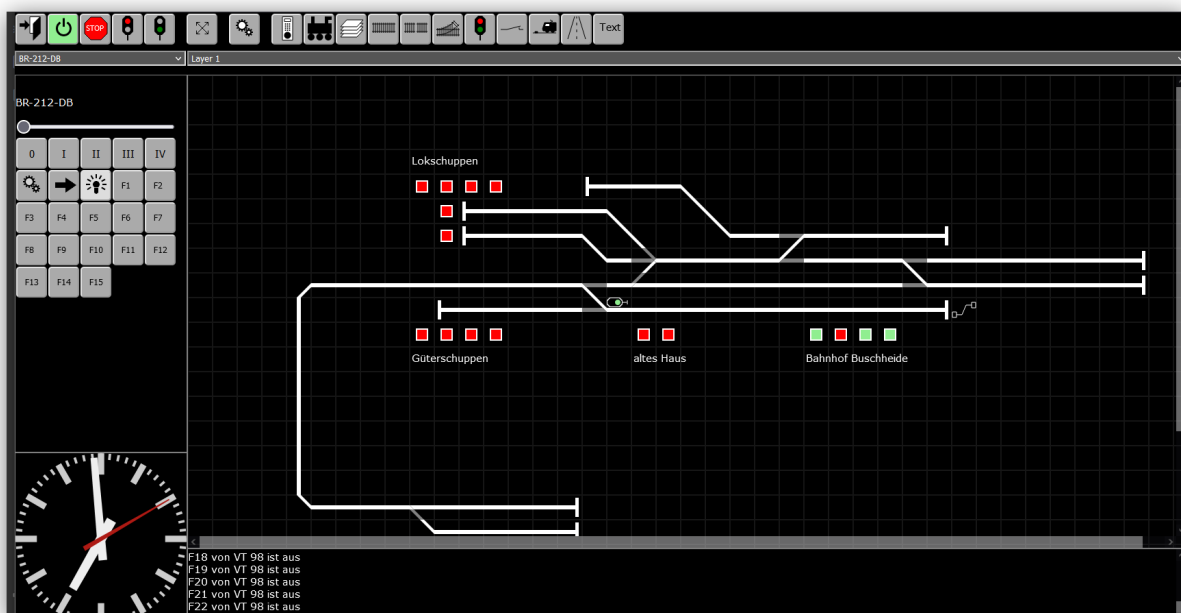 STOP
Text
BR-212-DB
Layer 1
BR-212-DB
0 I II III IV
F1 F2
F3 F4 F5 F6 F7
F8 F9 F10 F11 F12
F13 F14 F15
Lokschuppen
Güterschuppen
altes Haus
Bahnhof Buschheide
F18 von VT 98 ist aus
F19 von VT 98 ist aus
F20 von VT 98 ist aus
F21 von VT 98 ist aus
F22 von VT 98 ist aus